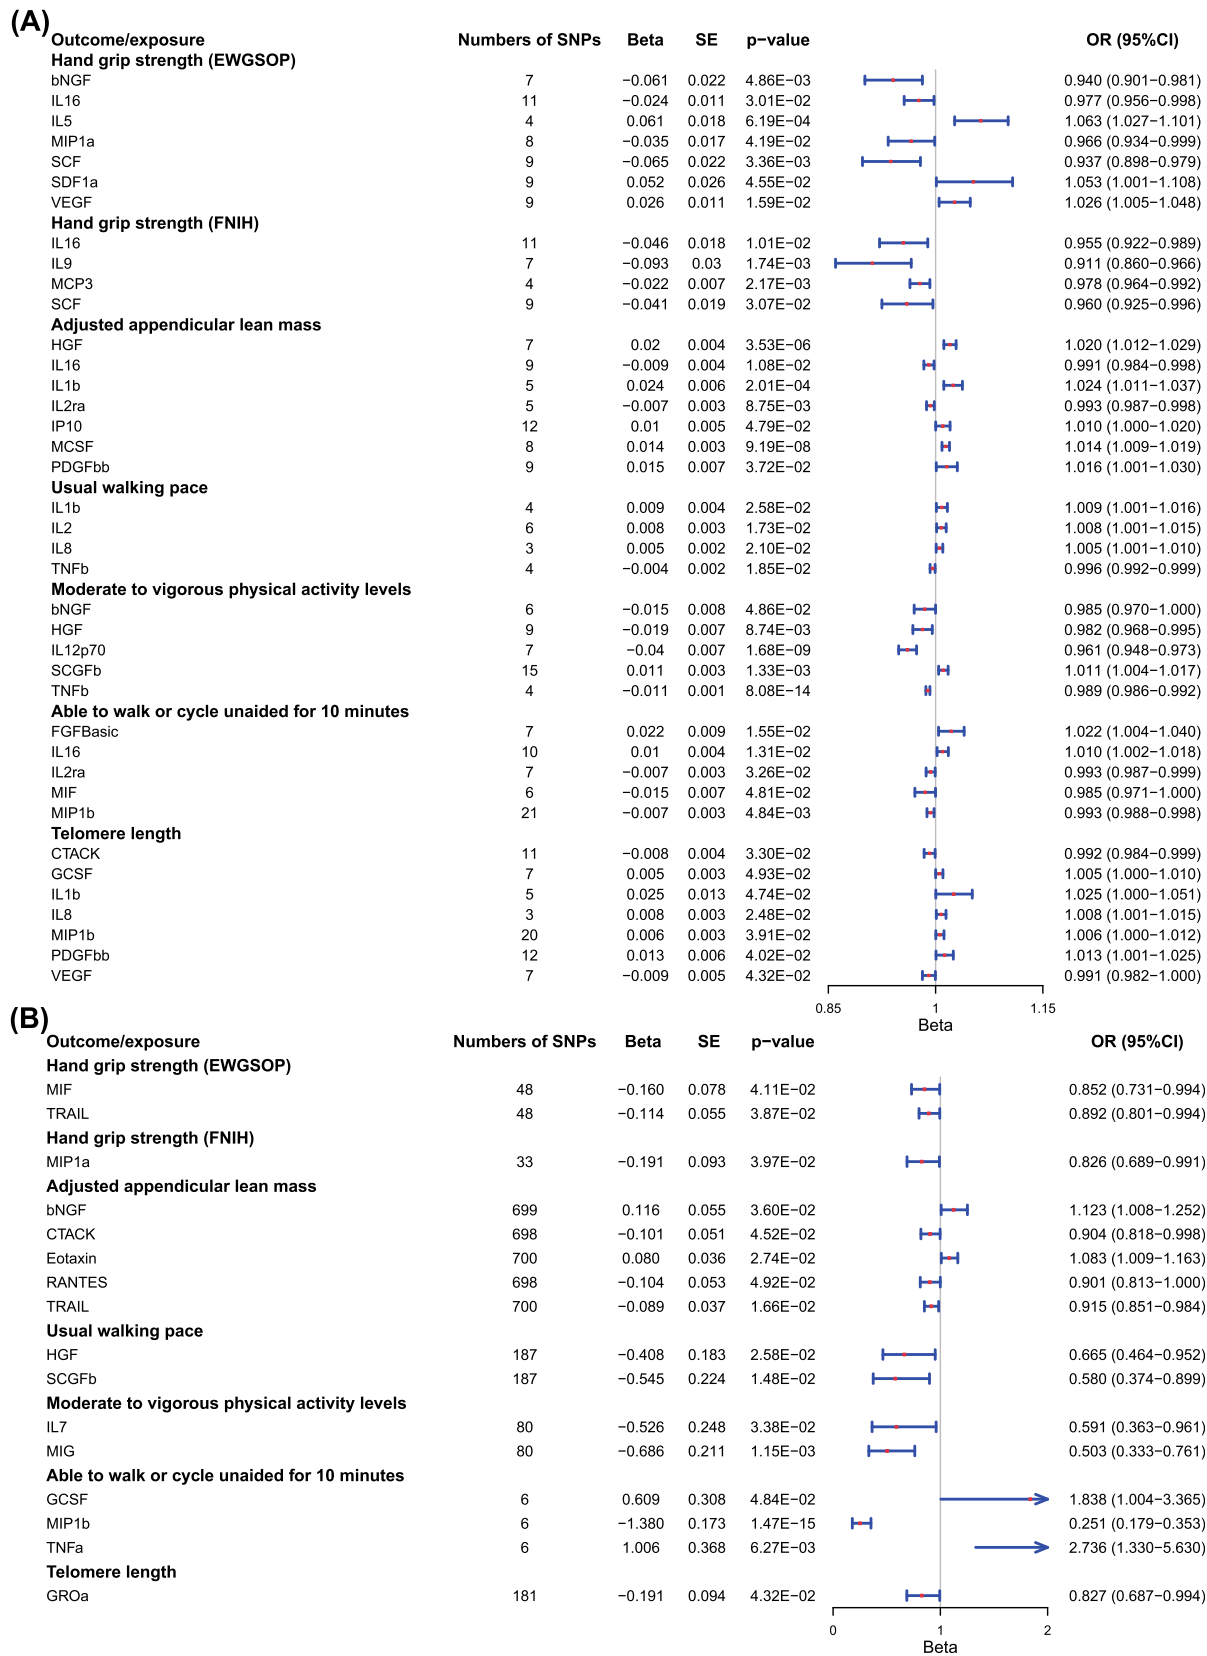 (A)
Outcome/exposure Numbers of SNPs Beta SE p−value OR (95%CI)
Hand grip strength (EWGSOP)
bNGF 7 −0.061 0.022 4.86E−03 0.940 (0.901−0.981)
IL16 11 −0.024 0.011 3.01E−02 0.977 (0.956−0.998)
IL5 4 0.061 0.018 6.19E−04 1.063 (1.027−1.101)
MIP1a 8 −0.035 0.017 4.19E−02 0.966 (0.934−0.999)
SCF 9 −0.065 0.022 3.36E−03 0.937 (0.898−0.979)
SDF1a 9 0.052 0.026 4.55E−02 1.053 (1.001−1.108)
VEGF 9 0.026 0.011 1.59E−02 1.026 (1.005−1.048)
Hand grip strength (FNIH)
IL16 11 −0.046 0.018 1.01E−02 0.955 (0.922−0.989)
IL9 7 −0.093 0.03 1.74E−03 0.911 (0.860−0.966)
MCP3 4 −0.022 0.007 2.17E−03 0.978 (0.964−0.992)
SCF 9 −0.041 0.019 3.07E−02 0.960 (0.925−0.996)
Adjusted appendicular lean mass
HGF 7 0.02 0.004 3.53E−06 1.020 (1.012−1.029)
IL16 9 −0.009 0.004 1.08E−02 0.991 (0.984−0.998)
IL1b 5 0.024 0.006 2.01E−04 1.024 (1.011−1.037)
IL2ra 5 −0.007 0.003 8.75E−03 0.993 (0.987−0.998)
IP10 12 0.01 0.005 4.79E−02 1.010 (1.000−1.020)
MCSF 8 0.014 0.003 9.19E−08 1.014 (1.009−1.019)
PDGFbb 9 0.015 0.007 3.72E−02 1.016 (1.001−1.030)
Usual walking pace
IL1b 4 0.009 0.004 2.58E−02 1.009 (1.001−1.016)
IL2 6 0.008 0.003 1.73E−02 1.008 (1.001−1.015)
IL8 3 0.005 0.002 2.10E−02 1.005 (1.001−1.010)
TNFb 4 −0.004 0.002 1.85E−02 0.996 (0.992−0.999)
Moderate to vigorous physical activity levels
bNGF 6 −0.015 0.008 4.86E−02 0.985 (0.970−1.000)
HGF 9 −0.019 0.007 8.74E−03 0.982 (0.968−0.995)
IL12p70 7 −0.04 0.007 1.68E−09 0.961 (0.948−0.973)
SCGFb 15 0.011 0.003 1.33E−03 1.011 (1.004−1.017)
TNFb 4 −0.011 0.001 8.08E−14 0.989 (0.986−0.992)
Able to walk or cycle unaided for 10 minutes
FGFBasic 7 0.022 0.009 1.55E−02 1.022 (1.004−1.040)
IL16 10 0.01 0.004 1.31E−02 1.010 (1.002−1.018)
IL2ra 7 −0.007 0.003 3.26E−02 0.993 (0.987−0.999)
MIF 6 −0.015 0.007 4.81E−02 0.985 (0.971−1.000)
MIP1b 21 −0.007 0.003 4.84E−03 0.993 (0.988−0.998)
Telomere length
CTACK 11 −0.008 0.004 3.30E−02 0.992 (0.984−0.999)
GCSF 7 0.005 0.003 4.93E−02 1.005 (1.000−1.010)
IL1b 5 0.025 0.013 4.74E−02 1.025 (1.000−1.051)
IL8 3 0.008 0.003 2.48E−02 1.008 (1.001−1.015)
MIP1b 20 0.006 0.003 3.91E−02 1.006 (1.000−1.012)
PDGFbb 12 0.013 0.006 4.02E−02 1.013 (1.001−1.025)
VEGF 7 −0.009 0.005 4.32E−02 0.991 (0.982−1.000)
0.85 1 1.15
Beta
(B)
Outcome/exposure Numbers of SNPs Beta SE p−value OR (95%CI)
Hand grip strength (EWGSOP)
MIF 48 −0.160 0.078 4.11E−02 0.852 (0.731−0.994)
TRAIL 48 −0.114 0.055 3.87E−02 0.892 (0.801−0.994)
Hand grip strength (FNIH)
MIP1a 33 −0.191 0.093 3.97E−02 0.826 (0.689−0.991)
Adjusted appendicular lean mass
bNGF 699 0.116 0.055 3.60E−02 1.123 (1.008−1.252)
CTACK 698 −0.101 0.051 4.52E−02 0.904 (0.818−0.998)
Eotaxin 700 0.080 0.036 2.74E−02 1.083 (1.009−1.163)
RANTES 698 −0.104 0.053 4.92E−02 0.901 (0.813−1.000)
TRAIL 700 −0.089 0.037 1.66E−02 0.915 (0.851−0.984)
Usual walking pace
HGF 187 −0.408 0.183 2.58E−02 0.665 (0.464−0.952)
SCGFb 187 −0.545 0.224 1.48E−02 0.580 (0.374−0.899)
Moderate to vigorous physical activity levels
IL7 80 −0.526 0.248 3.38E−02 0.591 (0.363−0.961)
MIG 80 −0.686 0.211 1.15E−03 0.503 (0.333−0.761)
Able to walk or cycle unaided for 10 minutes
GCSF 6 0.609 0.308 4.84E−02 1.838 (1.004−3.365)
MIP1b 6 −1.380 0.173 1.47E−15 0.251 (0.179−0.353)
TNFa 6 1.006 0.368 6.27E−03 2.736 (1.330−5.630)
Telomere length
GROa 181 −0.191 0.094 4.32E−02 0.827 (0.687−0.994)
0 1 2
Beta